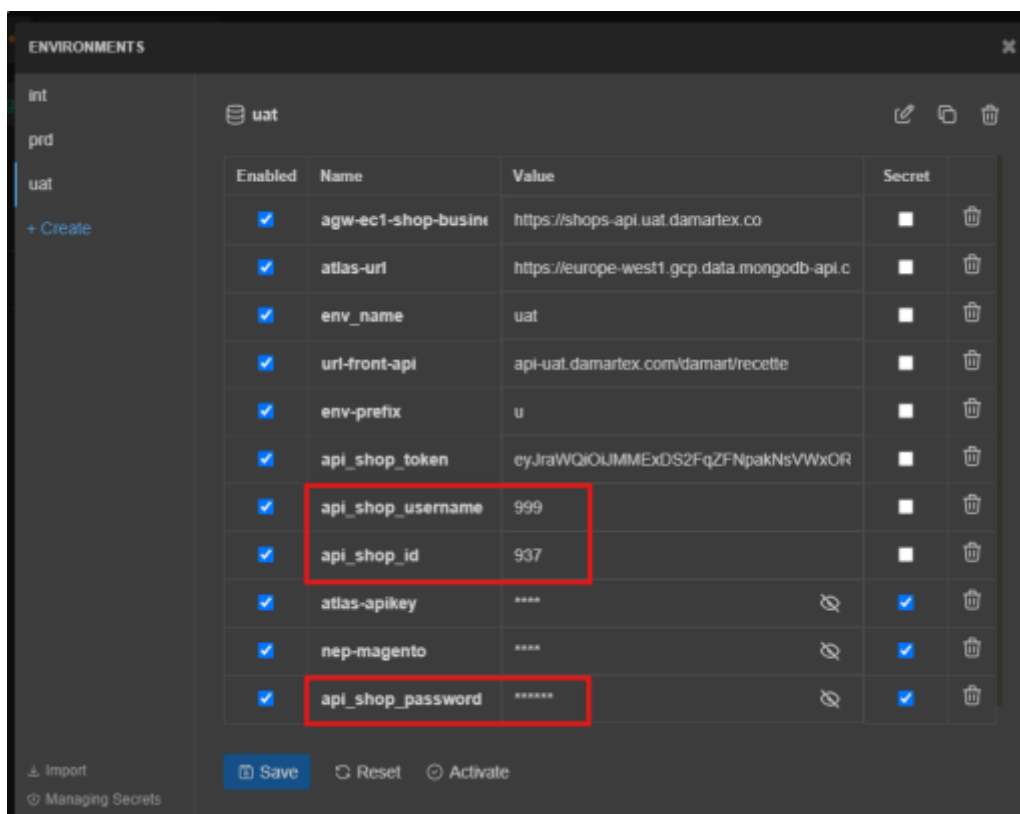 ENVIRONMENTS
int
prd
uat
+ Create
uat
Enabled Name Value Secret
agw-ec1-shop-busine https://shops-api.uat.damartex.co
atlas-url https://europe-west1.gcp.data.mongodb-api.c
env_name uat
url-front-api api-uat.damartex.com/damart/recette
env-prefix u
api_shop_token eyJraWQiOiJMMExDS2FqZFNpakNsVWxOR
api_shop_username 999
api_shop_id 937
atlas-apikey ****
nep-magento ****
api_shop_password ******
Save Reset Activate
Import
Managing Secrets